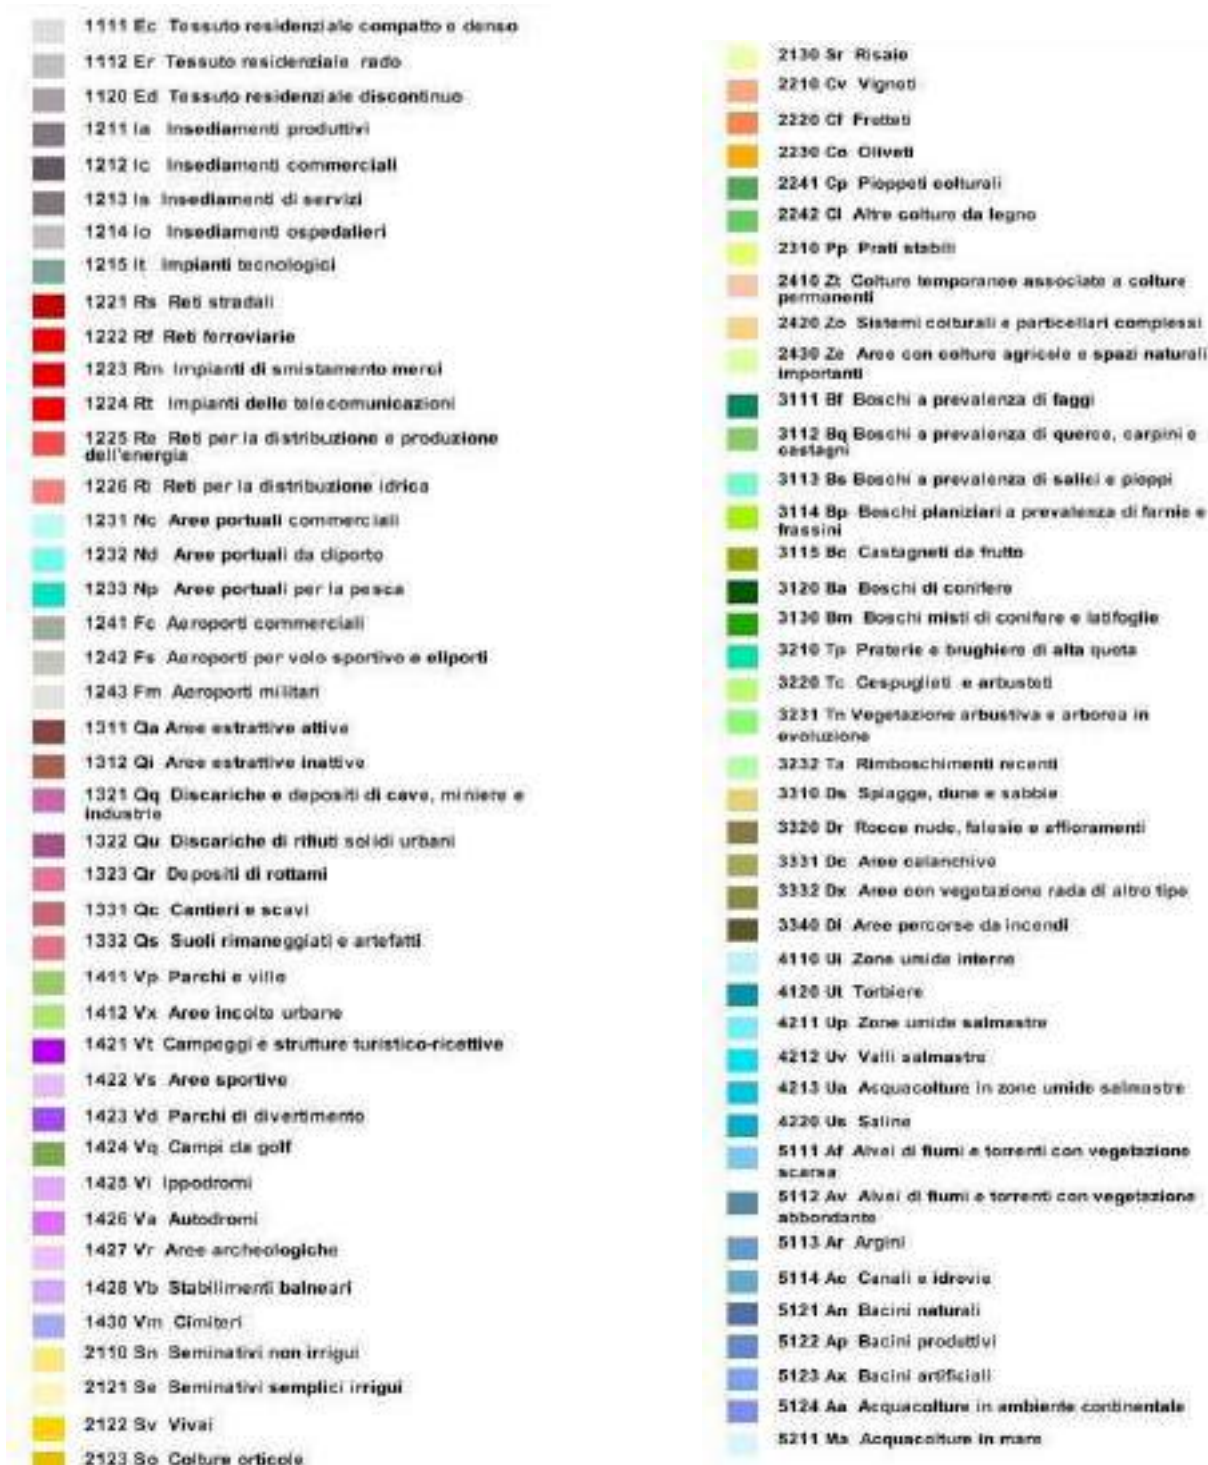 1111 Ec Tessuto residenziale compatto e denso
1112 Er Tessuto residenziale rado
1120 Ed Tessuto residenziale discontinuo
1211 Ia Insediamenti produttivi
1212 Ic Insediamenti commerciali
1213 Is Insediamenti di servizi
1214 Io Insediamenti ospedalieri
1215 It Impianti tecnologici
1221 Rs Reti stradali
1222 Rf Reti ferroviarie
1223 Rm Impianti di smistamento merci
1224 Rt Impianti delle telecomunicazioni
1225 Re Reti per la distribuzione e produzione
dell'energia
1226 Ri Reti per la distribuzione idrica
1231 Nc Aree portuali commerciali
1232 Nd Aree portuali da diporto
1233 Np Aree portuali per la pesca
1241 Fc Aeroporti commerciali
1242 Fs Aeroporti per volo sportivo e eliporti
1243 Fm Aeroporti militari
1311 Qa Aree estrattive attive
1312 Qi Aree estrattive inattive
1321 Qq Discariche e depositi di cave, miniere e
industrie
1322 Qu Discariche di rifiuti solidi urbani
1323 Qr Depositi di rottami
1331 Qc Cantieri e scavi
1332 Qs Suoli rimaneggiati e artefatti
1411 Vp Parchi e ville
1412 Vx Aree incolte urbane
1421 Vt Campeggi e strutture turistico-ricettive
1422 Vs Aree sportive
1423 Vd Parchi di divertimento
1424 Vq Campi da golf
1425 Vi Ippodromi
1426 Va Autodromi
1427 Vr Aree archeologiche
1428 Vb Stabilimenti balneari
1430 Vm Cimiteri
2110 Sn Seminativi non irrigui
2121 Se Seminativi semplici irrigui
2122 Sv Vivai
2123 So Colture orticole
2130 Sr Risaie
2210 Cv Vigneti
2220 Cf Frutteti
2230 Co Oliveti
2241 Cp Pioppeti colturali
2242 Cl Altre colture da legno
2310 Pp Prati stabili
2410 Zt Colture temporanee associate a colture
permanenti
2420 Zo Sistemi colturali e particellari complessi
2430 Ze Aree con colture agricole e spazi naturali
importanti
3111 Bf Boschi a prevalenza di faggi
3112 Bq Boschi a prevalenza di querce, carpini e
castagni
3113 Bs Boschi a prevalenza di salici e pioppi
3114 Bp Boschi planiziari a prevalenza di farnie e
frassini
3115 Bc Castagneti da frutto
3120 Ba Boschi di conifere
3130 Bm Boschi misti di conifere e latifoglie
3210 Tp Praterie e brughiere di alta quota
3220 Tc Cespuglieti e arbusteti
3231 Tn Vegetazione arbustiva e arborea in
evoluzione
3232 Ta Rimboschimenti recenti
3310 Ds Spiagge, dune e sabbie
3320 Dr Rocce nude, falesie e affioramenti
3331 Dc Aree calanchive
3332 Dx Aree con vegetazione rada di altro tipo
3340 Di Aree percorse da incendi
4110 Ui Zone umide interne
4120 Ut Torbiere
4211 Up Zone umide salmastre
4212 Uv Valli salmastre
4213 Ua Acquacolture in zone umide salmastre
4220 Us Saline
5111 Af Alvei di fiumi e torrenti con vegetazione
scarsa
5112 Av Alvei di fiumi e torrenti con vegetazione
abbondante
5113 Ar Argini
5114 Ac Canali e idrovie
5121 An Bacini naturali
5122 Ap Bacini produttivi
5123 Ax Bacini artificiali
5124 Aa Acquacolture in ambiente continentale
5211 Ma Acquacolture in mare